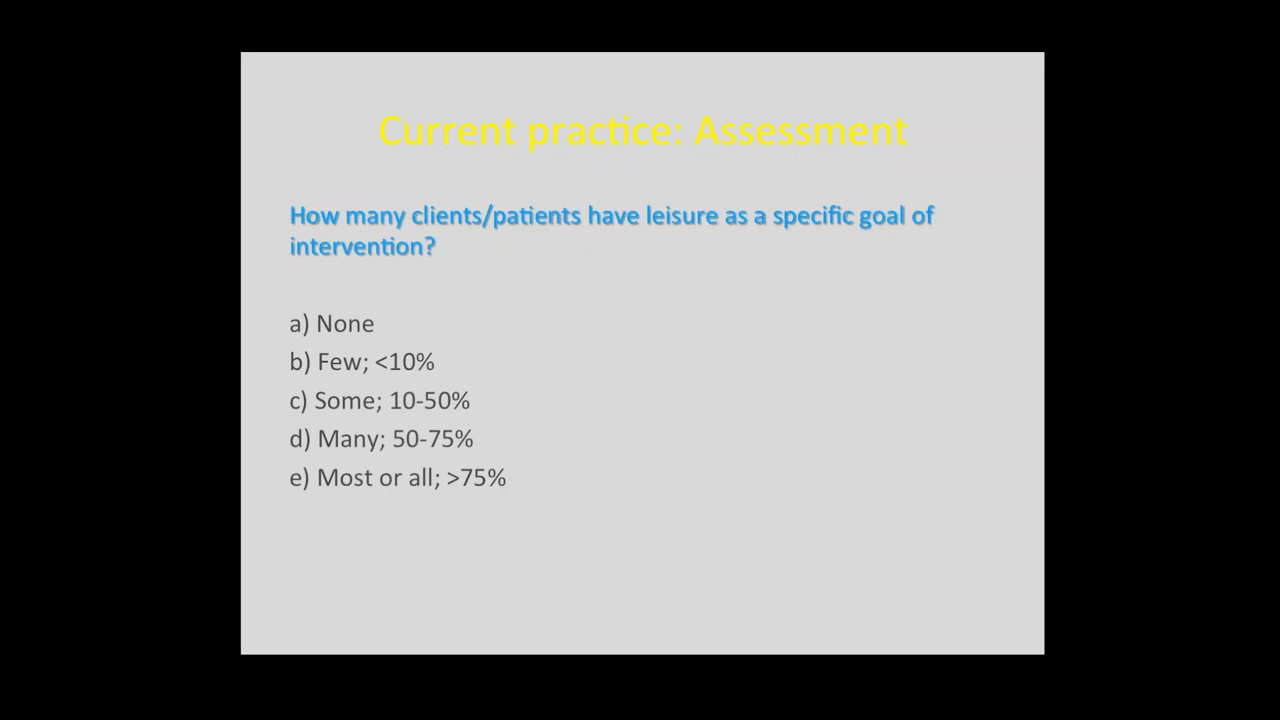 Current practice: Assessment
How many clients/patients have leisure as a specific goal of
intervention?
a) None
b) Few; <10%
c) Some; 10-50%
d) Many; 50-75%
e) Most or all; >75%